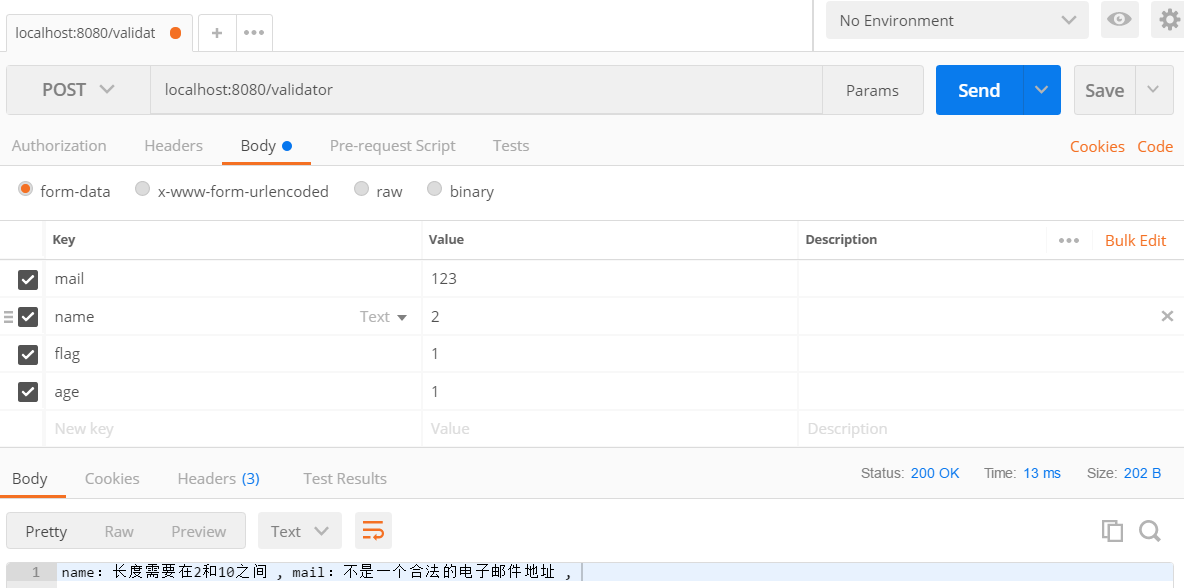 localhost:8080/validat
+
•••
No Environment
POST
localhost:8080/validator
Params
Send
Save
Authorization Headers Body Pre-request Script Tests
Cookies Code
form-data x-www-form-urlencoded raw binary
Key Value Description ••• Bulk Edit
mail 123
name Text 2
flag 1
age 1
New key Value Description
Body Cookies Headers (3) Test Results
Status: 200 OK Time: 13 ms Size: 202 B
Pretty Raw Preview Text
1 name: 长度需要在2和10之间 , mail: 不是一个合法的电子邮件地址 ,